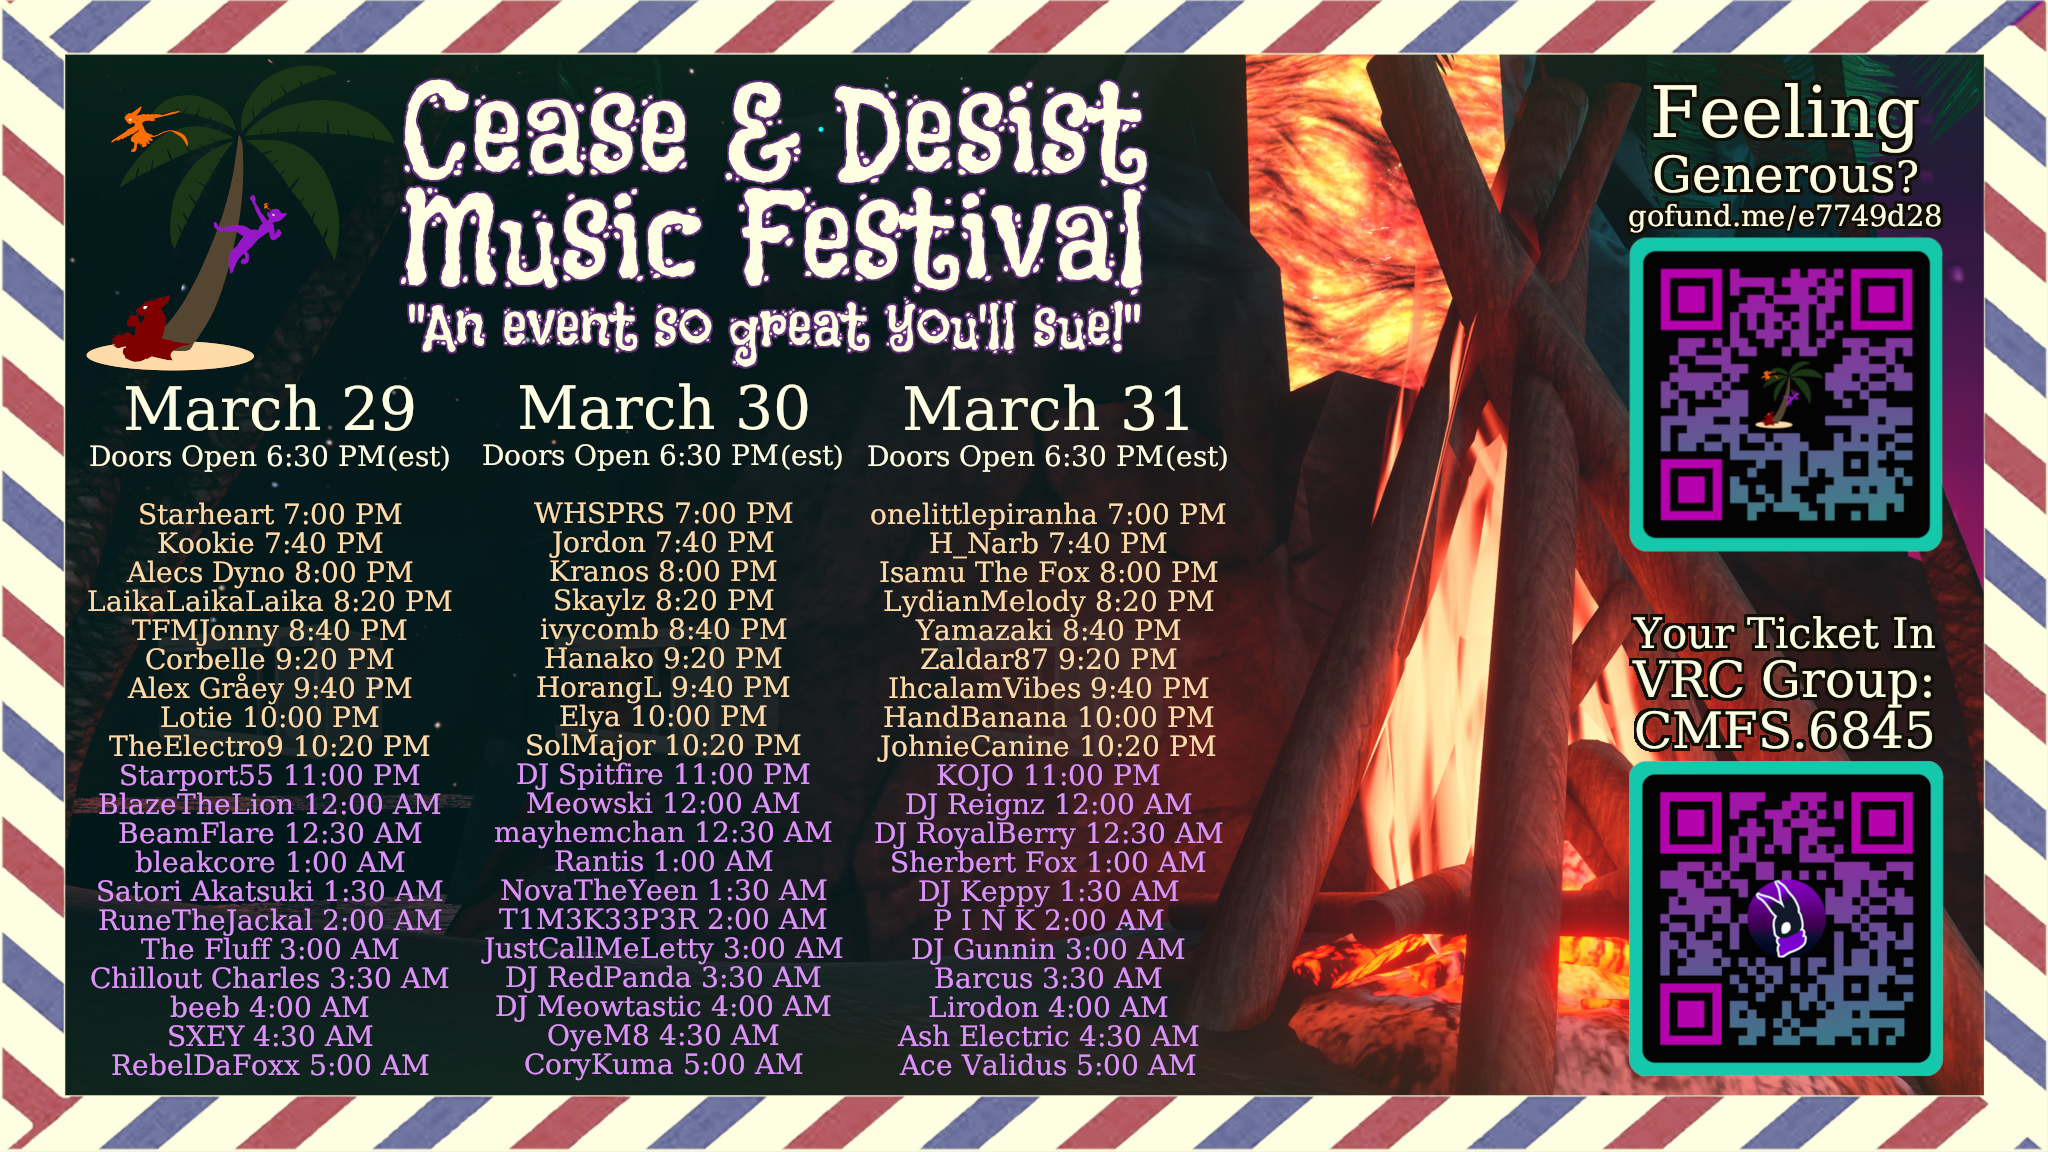 Cease & Desist
Music Festival
"An event so great you'll sue!"
March 29
Doors Open 6:30 PM(est)
Starheart 7:00 PM
Kookie 7:40 PM
Alecs Dyno 8:00 PM
LaikaLaikaLaika 8:20 PM
TFMJonny 8:40 PM
Corbelle 9:20 PM
Alex Gråey 9:40 PM
Lotie 10:00 PM
TheElectro9 10:20 PM
Starport55 11:00 PM
BlazeTheLion 12:00 AM
BeamFlare 12:30 AM
bleakcore 1:00 AM
Satori Akatsuki 1:30 AM
RuneTheJackal 2:00 AM
The Fluff 3:00 AM
Chillout Charles 3:30 AM
beeb 4:00 AM
SXEY 4:30 AM
RebelDaFoxx 5:00 AM
March 30
Doors Open 6:30 PM(est)
WHSPRS 7:00 PM
Jordon 7:40 PM
Kranos 8:00 PM
Skaylz 8:20 PM
ivycomb 8:40 PM
Hanako 9:20 PM
HorangL 9:40 PM
Elya 10:00 PM
SolMajor 10:20 PM
DJ Spitfire 11:00 PM
Meowski 12:00 AM
mayhemchan 12:30 AM
Rantis 1:00 AM
NovaTheYeen 1:30 AM
T1M3K33P3R 2:00 AM
JustCallMeLetty 3:00 AM
DJ RedPanda 3:30 AM
DJ Meowtastic 4:00 AM
OyeM8 4:30 AM
CoryKuma 5:00 AM
March 31
Doors Open 6:30 PM(est)
onelittlepiranha 7:00 PM
H_Narb 7:40 PM
Isamu The Fox 8:00 PM
LydianMelody 8:20 PM
Yamazaki 8:40 PM
Zaldar87 9:20 PM
IhcalamVibes 9:40 PM
HandBanana 10:00 PM
JohnieCanine 10:20 PM
KOJO 11:00 PM
DJ Reignz 12:00 AM
DJ RoyalBerry 12:30 AM
Sherbert Fox 1:00 AM
DJ Keppy 1:30 AM
P I N K 2:00 AM
DJ Gunnin 3:00 AM
Barcus 3:30 AM
Lirodon 4:00 AM
Ash Electric 4:30 AM
Ace Validus 5:00 AM
Feeling
Generous?
gofund.me/e7749d28
Your Ticket In
VRC Group:
CMFS.6845